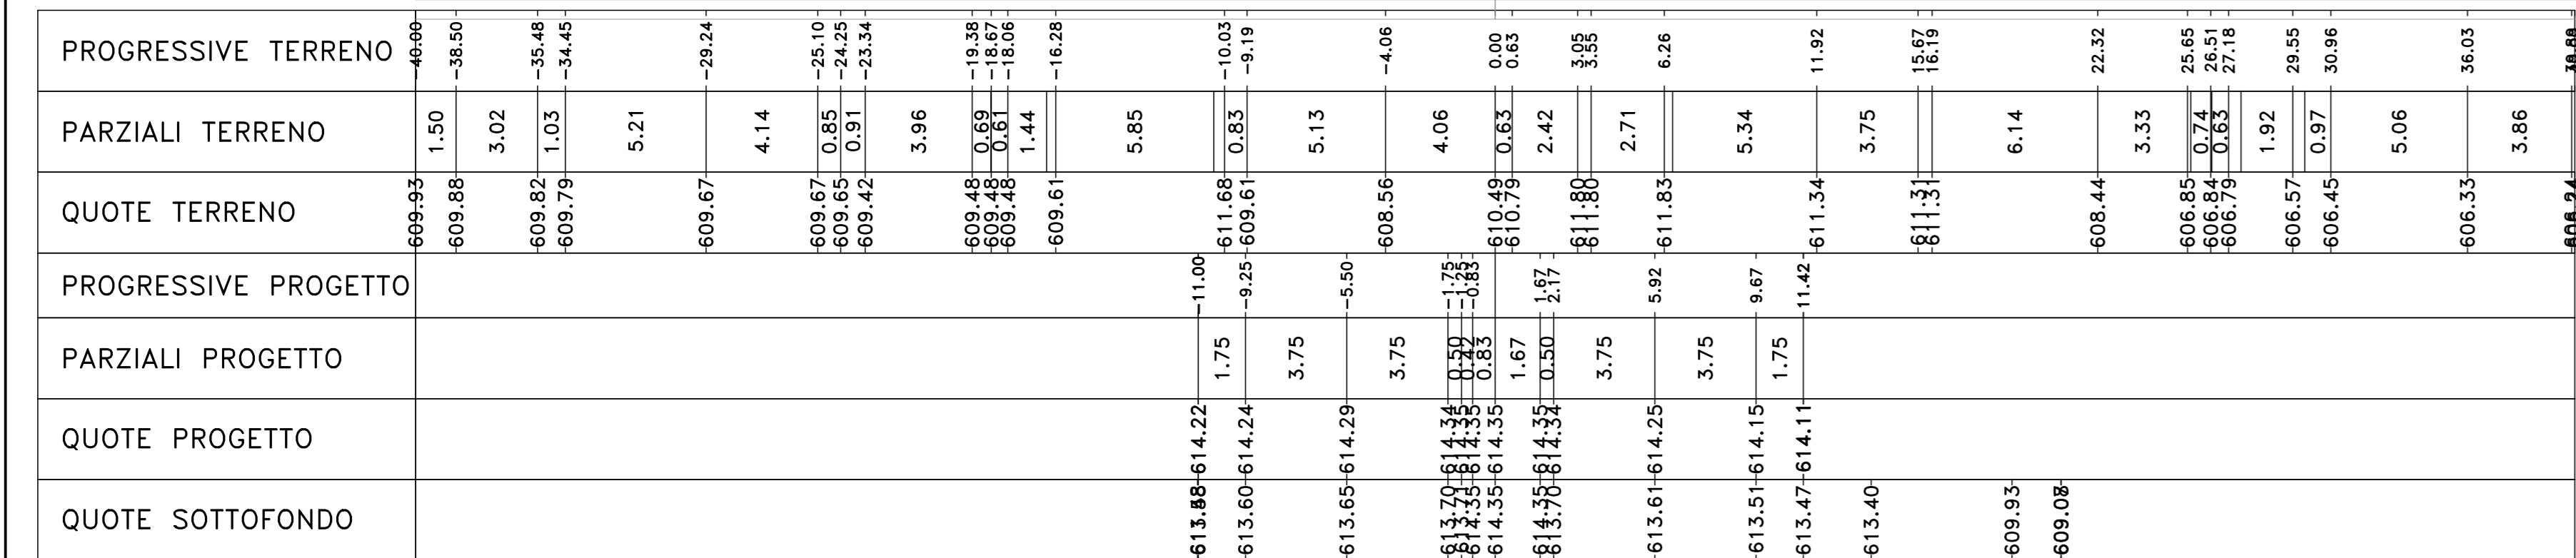 PROGRESSIVE TERRENO -40.00 -38.50 -35.48 -34.45 -29.24 -25.10 -24.25 -23.34 -19.38 -18.67 -18.06 -16.28 -10.03 -9.19 -4.06 0.00 0.63 3.05 3.55 6.26 11.92 15.67 16.19 22.32 25.65 26.51 27.18 29.55 30.96 36.03
PARZIALI TERRENO 1.50 3.02 1.03 5.21 4.14 0.85 0.91 3.96 0.69 0.61 1.44 5.85 0.83 5.13 4.06 0.63 2.42 2.71 5.34 3.75 6.14 3.33 0.74 0.63 1.92 0.97 5.06 3.86
QUOTE TERRENO 609.93 609.88 609.82 609.79 609.67 609.67 609.65 609.42 609.48 609.48 609.48 609.61 611.68 609.61 608.56 610.49 610.79 611.80 611.80 611.83 611.34 611.31 611.31 608.44 606.85 606.84 606.79 606.57 606.45 606.33
PROGRESSIVE PROGETTO -11.00 -9.25 -5.50 -1.75 -1.25 -0.83 1.67 2.17 5.92 9.67 11.42
PARZIALI PROGETTO 1.75 3.75 3.75 0.50 0.42 0.83 1.67 0.50 3.75 3.75 1.75
QUOTE PROGETTO 614.22 614.24 614.29 614.34 614.35 614.35 614.35 614.35 614.34 614.25 614.15 614.11
QUOTE SOTTOFONDO 613.60 613.65 613.70 613.71 614.35 614.35 614.35 613.70 613.61 613.51 613.47 613.40 609.93